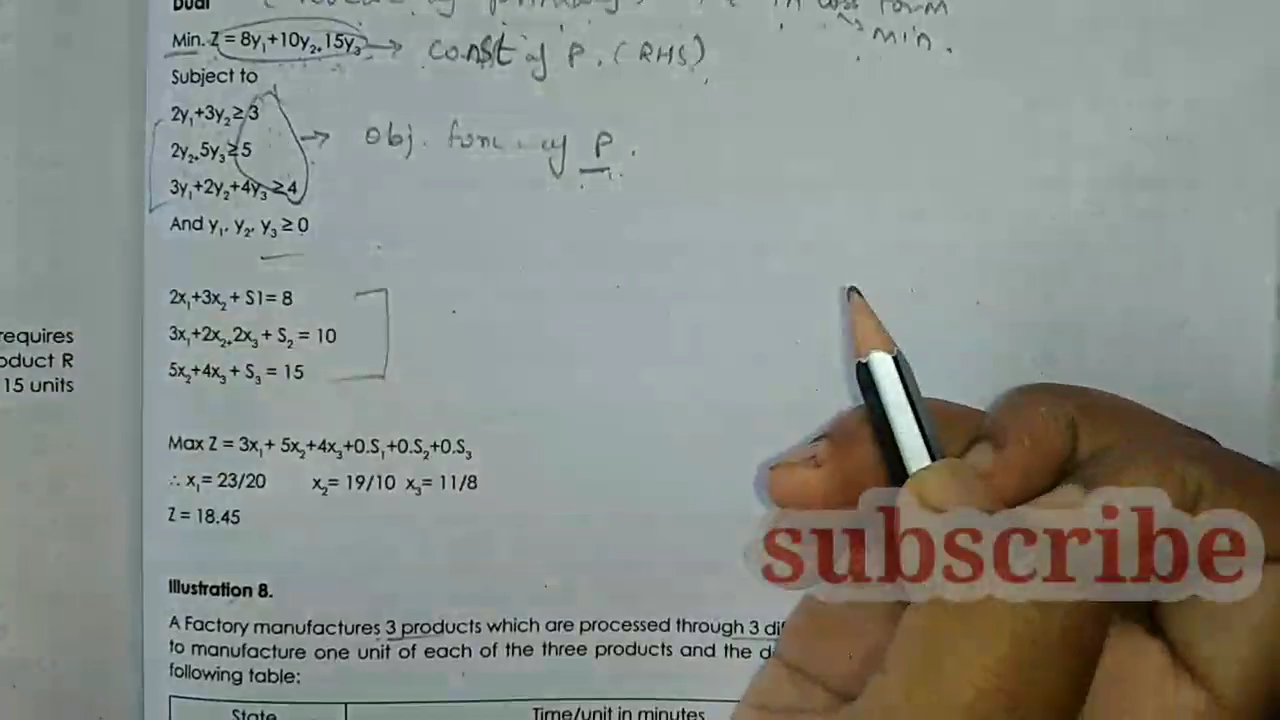 Dual
in cost form
Min. Z = 8y₁+10y₂₊15y₃ → const of P. (RHS)
min.
Subject to
2y₁+3y₂≥3
→ Obj. func. of P.
2y₂₊5y₃≥5
3y₁+2y₂+4y₃ ≥4
And y₁, y₂, y₃ ≥ 0
2x₁+3x₂ + S1= 8
requires
3x₁+2x₂₊2x₃ + S₂ = 10
oduct R
5x₂+4x₃ + S₃ = 15
15 units
Max Z = 3x₁+ 5x₂+4x₃+0.S₁+0.S₂+0.S₃
∴ x₁= 23/20 x₂= 19/10 x₃= 11/8
Z = 18.45
subscribe
Illustration 8.
A Factory manufactures 3 products which are processed through 3 di
to manufacture one unit of each of the three products and the d
following table:
State Time/unit in minutes